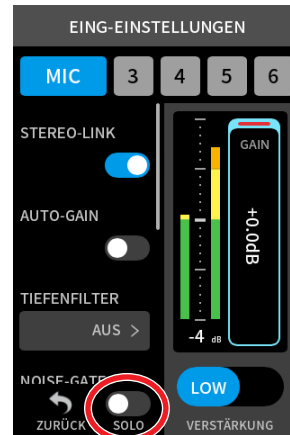 EING-EINSTELLUNGEN
MIC 3 4 5 6
STEREO-LINK
GAIN
AUTO-GAIN
+0.0dB
TIEFENFILTER
AUS >
-4 dB
NOISE-GATE
LOW
ZURÜCK SOLO VERSTÄRKUNG